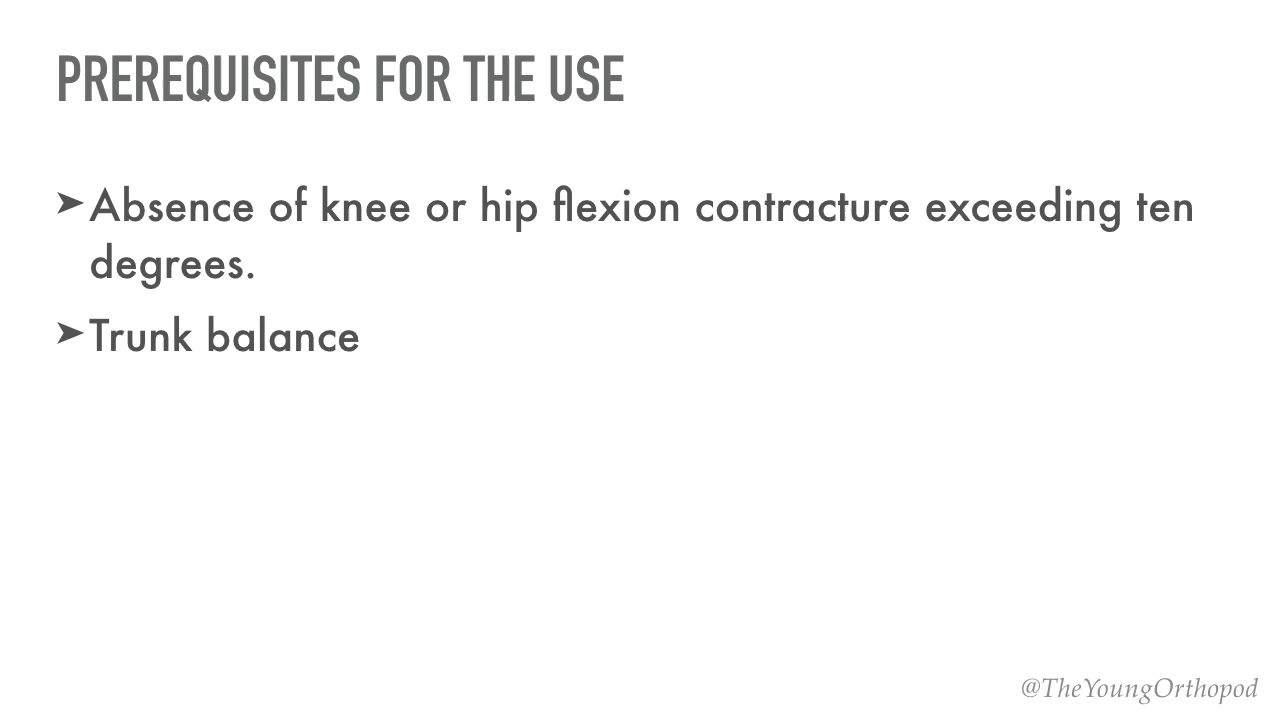 PREREQUISITES FOR THE USE
➤ Absence of knee or hip flexion contracture exceeding ten
degrees.
➤ Trunk balance
@TheYoungOrthopod